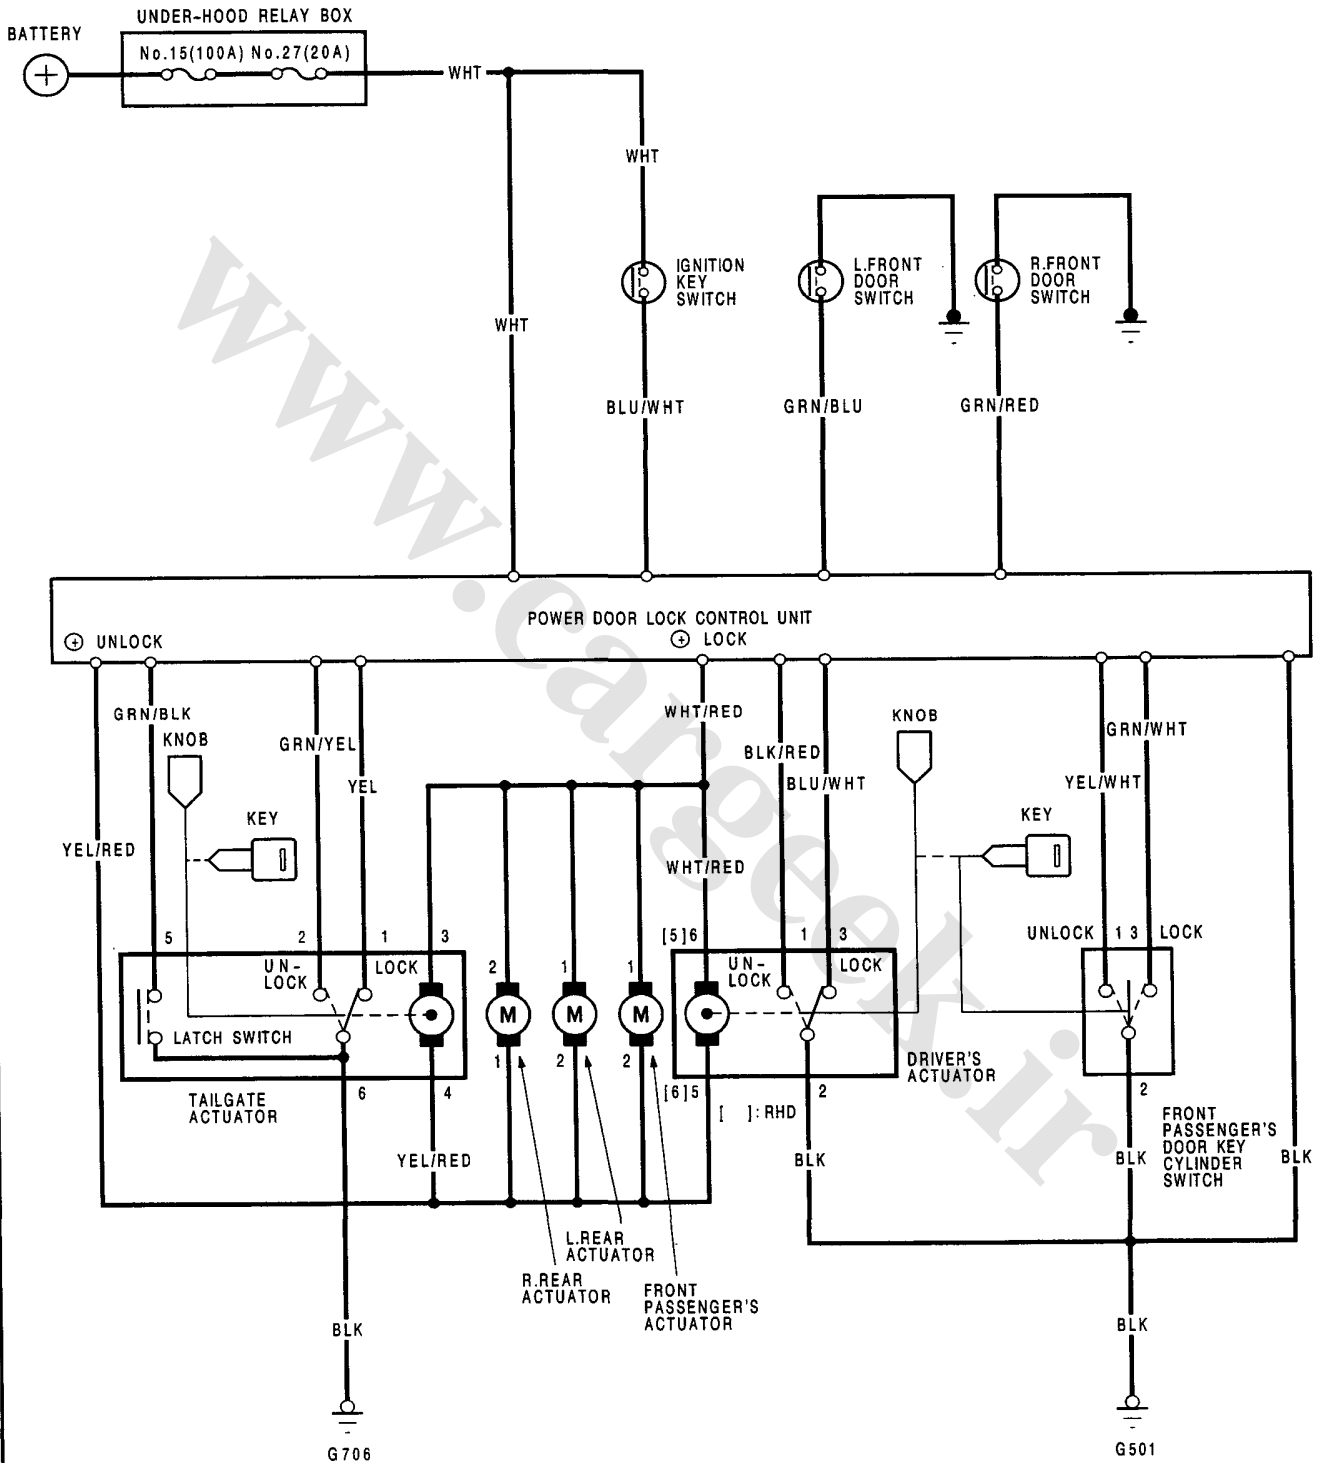 UNDER-HOOD RELAY BOX
BATTERY
No.15(100A) No.27(20A)
WHT
WHT
IGNITION
KEY
SWITCH
L.FRONT
DOOR
SWITCH
R.FRONT
DOOR
SWITCH
WHT
BLU/WHT
GRN/BLU
GRN/RED
POWER DOOR LOCK CONTROL UNIT
+ UNLOCK
+ LOCK
GRN/BLK
WHT/RED
KNOB
KNOB
GRN/YEL
BLK/RED
GRN/WHT
YEL
BLU/WHT
YEL/WHT
KEY
KEY
YEL/RED
WHT/RED
5
2
1
3
[5]6
1
3
UNLOCK
1
3
LOCK
UN-
LOCK
LOCK
2
1
1
UN-
LOCK
LOCK
M
M
M
LATCH SWITCH
1
2
2
DRIVER'S
ACTUATOR
TAILGATE
ACTUATOR
6
4
[6]5
2
2
[ ]:RHD
FRONT
PASSENGER'S
DOOR KEY
CYLINDER
SWITCH
YEL/RED
BLK
BLK
BLK
L.REAR
ACTUATOR
R.REAR
ACTUATOR
FRONT
PASSENGER'S
ACTUATOR
BLK
BLK
G706
G501
www.cargeek.ir